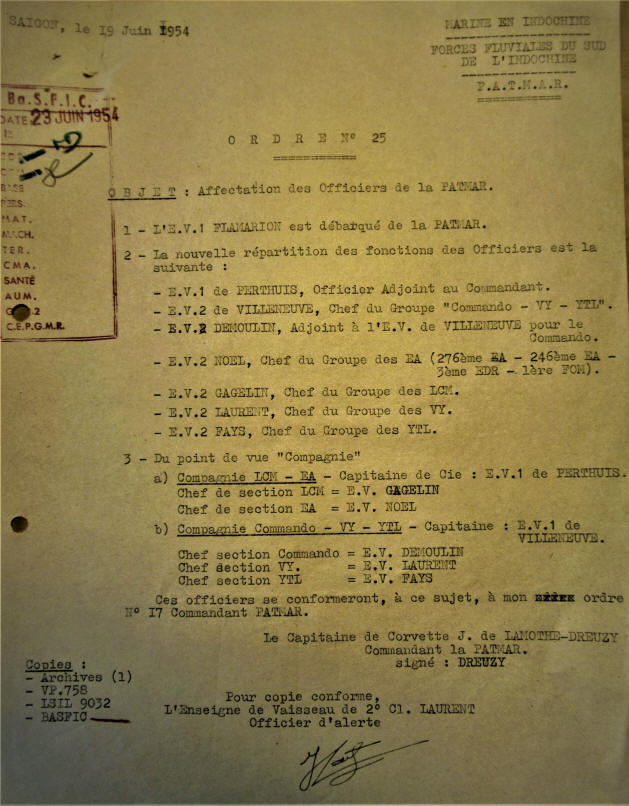 SAIGON, le 19 Juin 1954
MARINE EN INDOCHINE
FORCES FLUVIALES DU SUD
DE L'INDOCHINE
P.A.T.M.A.R.
Ba.S.F.I.C.
DATE: 23 JUIN 1954
BASE
PERS.
MAT.
MACH.
TER.
CMA.
SANTÉ
AUM.
C.E.P.G.M.R.
O R D R E N° 25
O B J E T : Affectation des Officiers de la PATMAR.
1 - L'E.V.1 FLAMARION est débarqué de la PATMAR.
2 - La nouvelle répartition des fonctions des Officiers est la
suivante :
- E.V.1 de PERTHUIS, Officier Adjoint au Commandant.
- E.V.2 de VILLENEUVE, Chef du Groupe "Commando - VY - YTL".
- E.V.2 DEMOULIN, Adjoint à l'E.V. de VILLENEUVE pour le
Commando.
- E.V.2 NOEL, Chef du Groupe des EA (276ème EA - 246ème EA -
3ème EDR - 1ère FOM).
- E.V.2 GAGELIN, Chef du Groupe des LCM.
- E.V.2 LAURENT, Chef du Groupe des VY.
- E.V.2 FAYS, Chef du Groupe des YTL.
3 - Du point de vue "Compagnie"
a) Compagnie LCM - EA - Capitaine de Cie : E.V.1 de PERTHUIS.
Chef de section LCM = E.V. GAGELIN
Chef de section EA = E.V. NOEL
b) Compagnie Commando - VY - YTL - Capitaine : E.V.1 de
VILLENEUVE.
Chef section Commando = E.V. DEMOULIN
Chef section VY. = E.V. LAURENT
Chef section YTL = E.V. FAYS
Ces officiers se conformeront, à ce sujet, à mon ordre
N° 17 Commandant PATMAR.
Le Capitaine de Corvette J. de LAMOTHE-DREUZY
Commandant la PATMAR.
signé : DREUZY
Copies :
- Archives (1)
- VP.758
- LSIL 9032
- BASFIC
Pour copie conforme,
L'Enseigne de Vaisseau de 2° Cl. LAURENT
Officier d'alerte